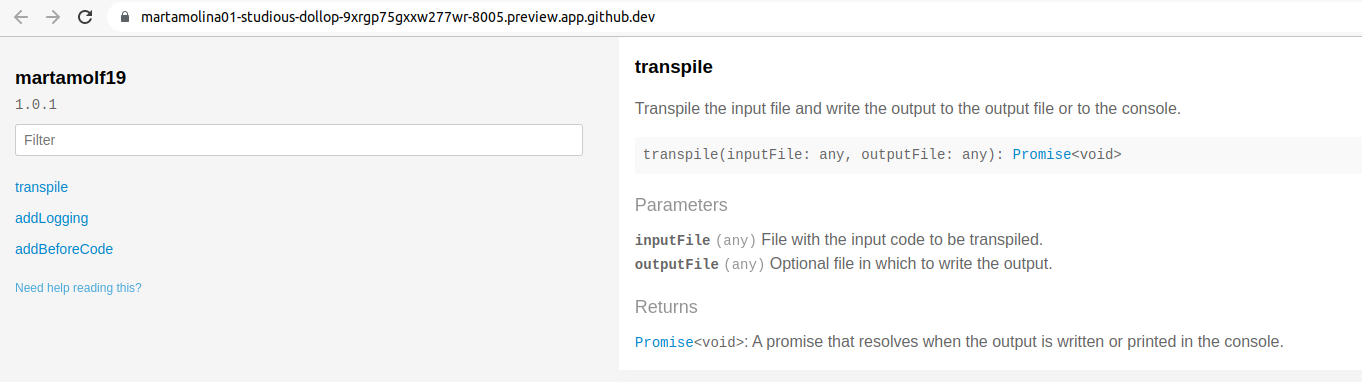 martamolina01-studious-dollop-9xrgp75gxxw277wr-8005.preview.app.github.dev
martamolf19
1.0.1
Filter
transpile
addLogging
addBeforeCode
Need help reading this?
transpile
Transpile the input file and write the output to the output file or to the console.
transpile(inputFile: any, outputFile: any): Promise<void>
Parameters
inputFile (any) File with the input code to be transpiled.
outputFile (any) Optional file in which to write the output.
Returns
Promise<void>: A promise that resolves when the output is written or printed in the console.